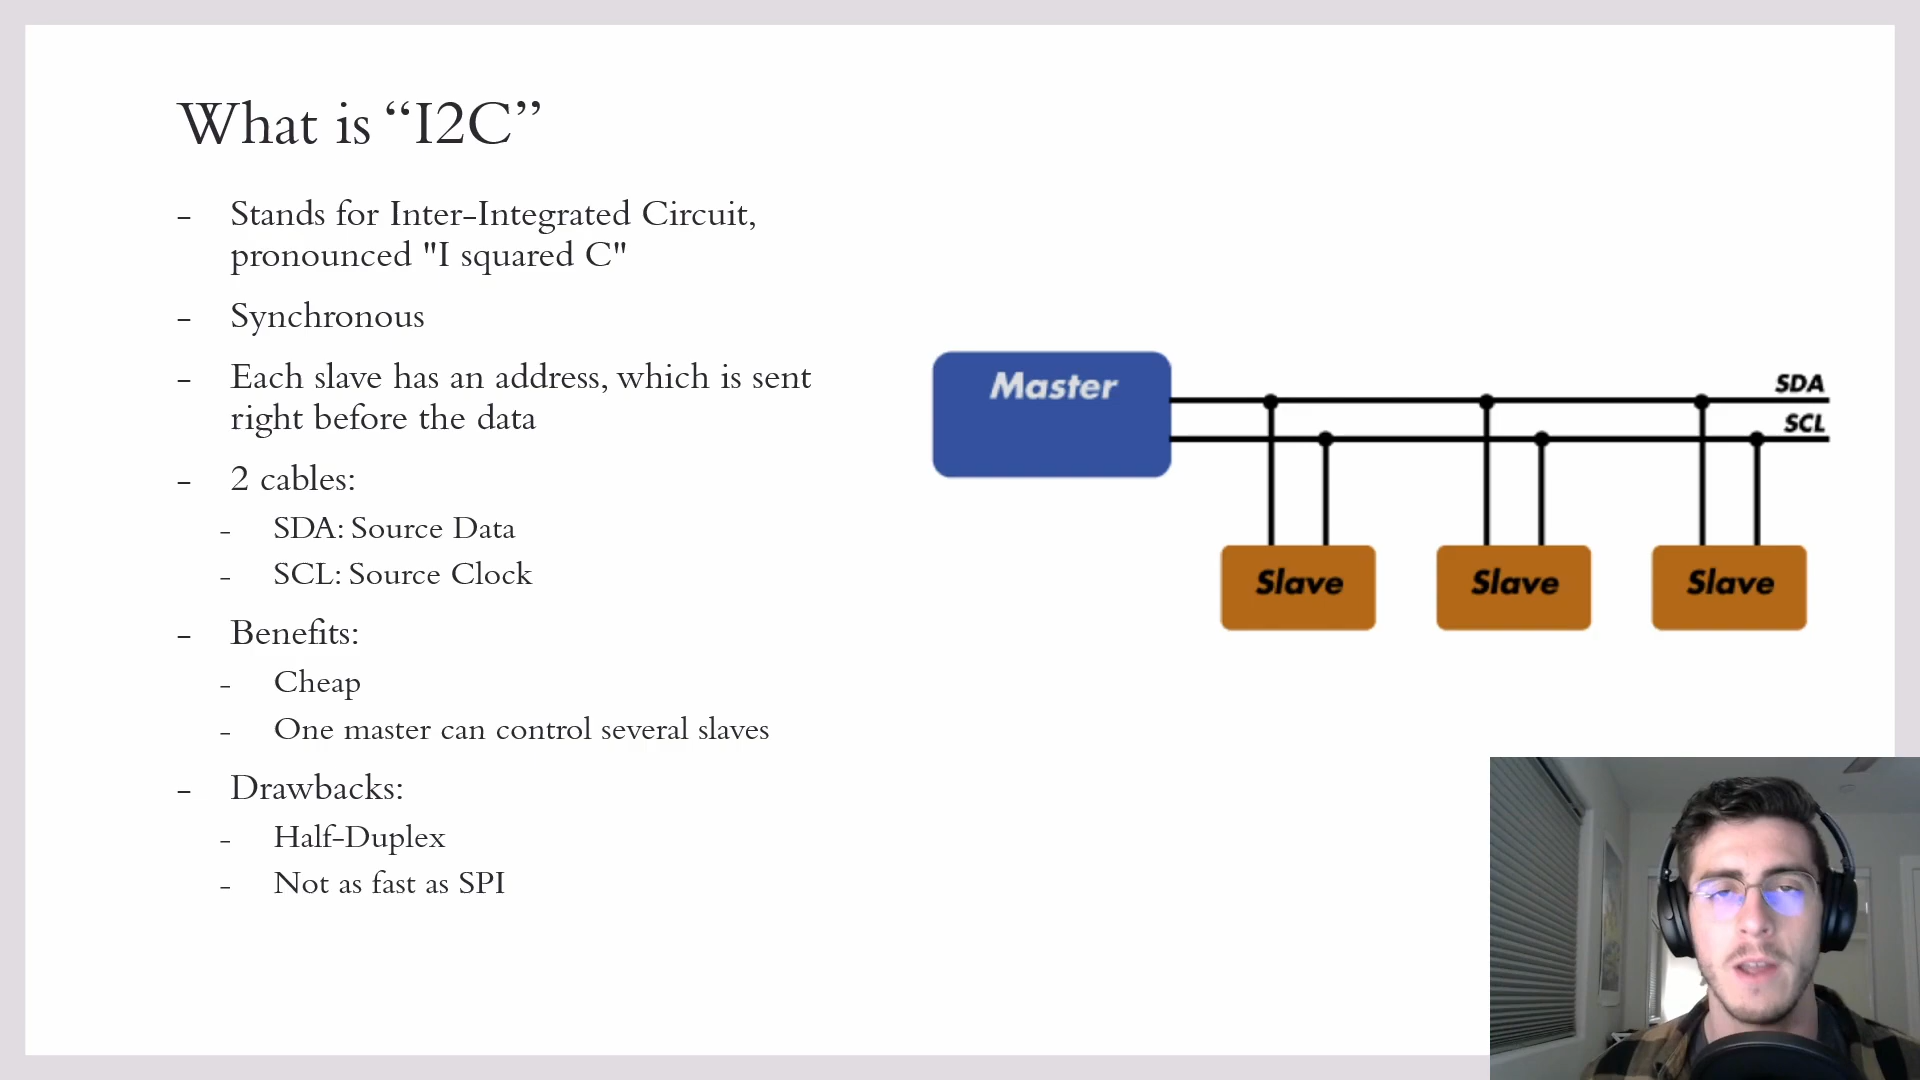 What is “I2C”
- Stands for Inter-Integrated Circuit,
pronounced "I squared C"
- Synchronous
- Each slave has an address, which is sent
right before the data
- 2 cables:
- SDA: Source Data
- SCL: Source Clock
- Benefits:
- Cheap
- One master can control several slaves
- Drawbacks:
- Half-Duplex
- Not as fast as SPI
Master
SDA
SCL
Slave
Slave
Slave